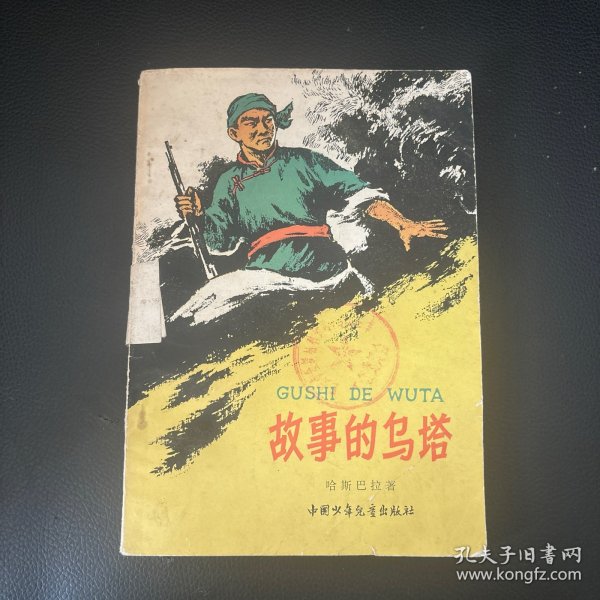 GUSHI DE WUTA
故事的乌塔
哈斯巴拉著
中国少年兒童出版社
孔夫子旧书网
www.kongfz.com